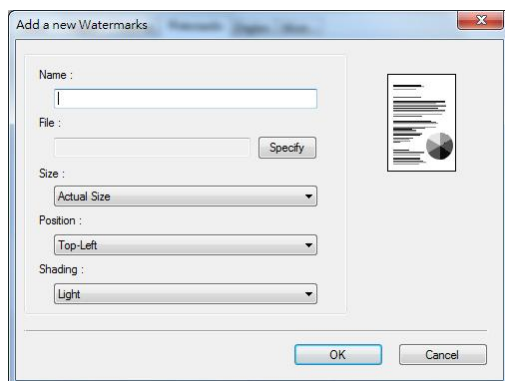 Add a new Watermarks
Name :
File :
Specify
Size :
Actual Size
Position :
Top-Left
Shading :
Light
OK
Cancel